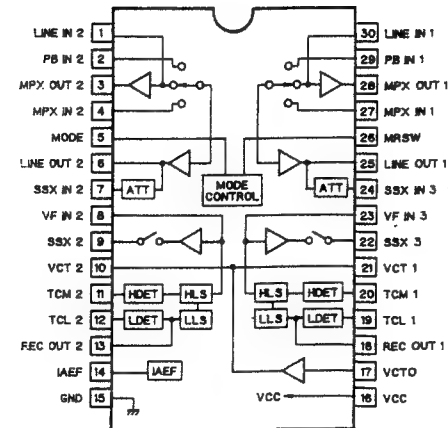 LINE IN 2 1 30 LINE IN 1
PB IN 2 2 29 PB IN 1
MPX OUT 2 3 28 MPX OUT 1
MPX IN 2 4 27 MPX IN 1
MODE 5 26 MRSW
LINE OUT 2 6 25 LINE OUT 1
SSX IN 2 7 ATT MODE CONTROL ATT 24 SSX IN 3
VF IN 2 8 23 VF IN 3
SSX 2 9 22 SSX 3
VCT 2 10 21 VCT 1
TCM 2 11 HDET HLS HLS HDET 20 TCM 1
TCL 2 12 LDET LLS LLS LDET 19 TCL 1
REC OUT 2 13 18 REC OUT 1
IAEF 14 IAEF 17 VCTO
GND 15 VCC 16 VCC